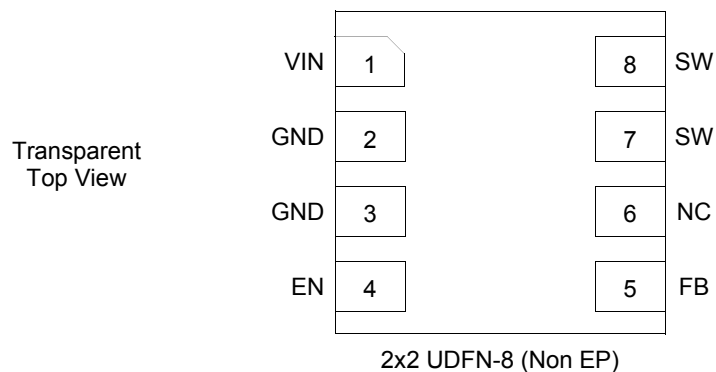 VIN 1 8 SW
GND 2 7 SW
Transparent
Top View
GND 3 6 NC
EN 4 5 FB
2x2 UDFN-8 (Non EP)